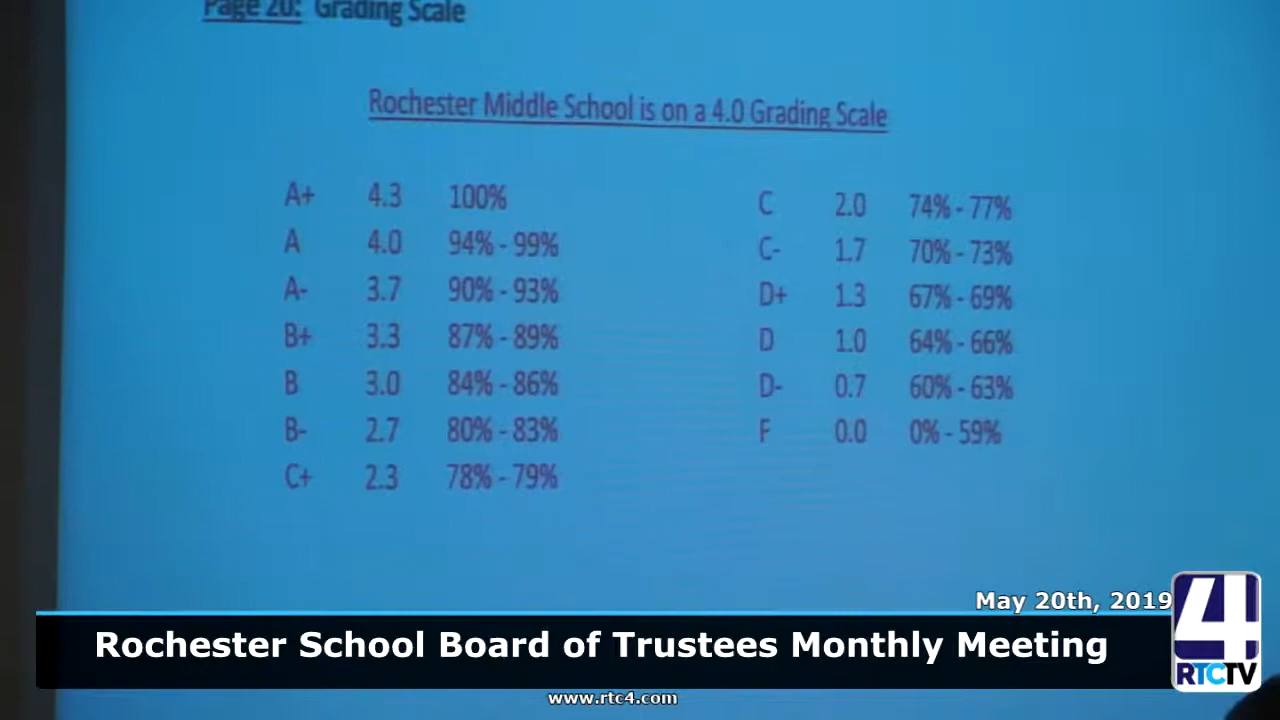 Page 20: Grading Scale
Rochester Middle School is on a 4.0 Grading Scale
A+ 4.3 100%
A 4.0 94% - 99%
A- 3.7 90% - 93%
B+ 3.3 87% - 89%
B 3.0 84% - 86%
B- 2.7 80% - 83%
C+ 2.3 78% - 79%
C 2.0 74% - 77%
C- 1.7 70% - 73%
D+ 1.3 67% - 69%
D 1.0 64% - 66%
D- 0.7 60% - 63%
F 0.0 0% - 59%
May 20th, 2019
Rochester School Board of Trustees Monthly Meeting
4
RTCTV
www.rtc4.com